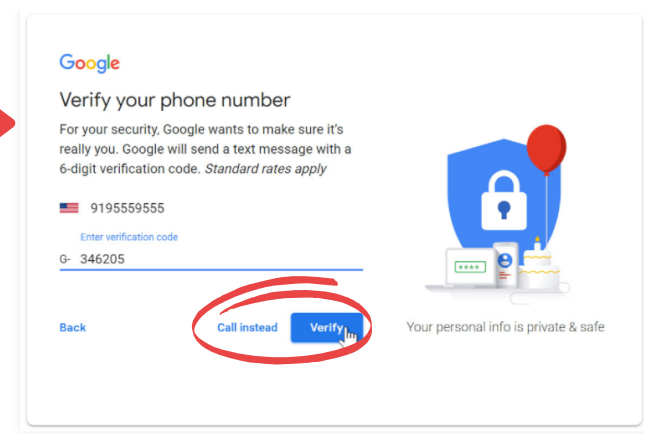 Google
Verify your phone number
For your security, Google wants to make sure it's
really you. Google will send a text message with a
6-digit verification code. Standard rates apply
9195559555
Enter verification code
G- 346205
Back Call instead Verify
Your personal info is private & safe
****